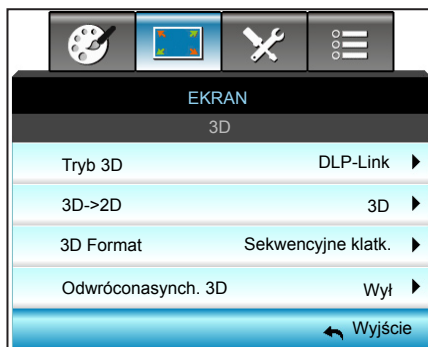 EKRAN
3D
Tryb 3D DLP-Link
3D->2D 3D
3D Format Sekwencyjne klatk.
Odwróconasynch. 3D Wył
Wyjście